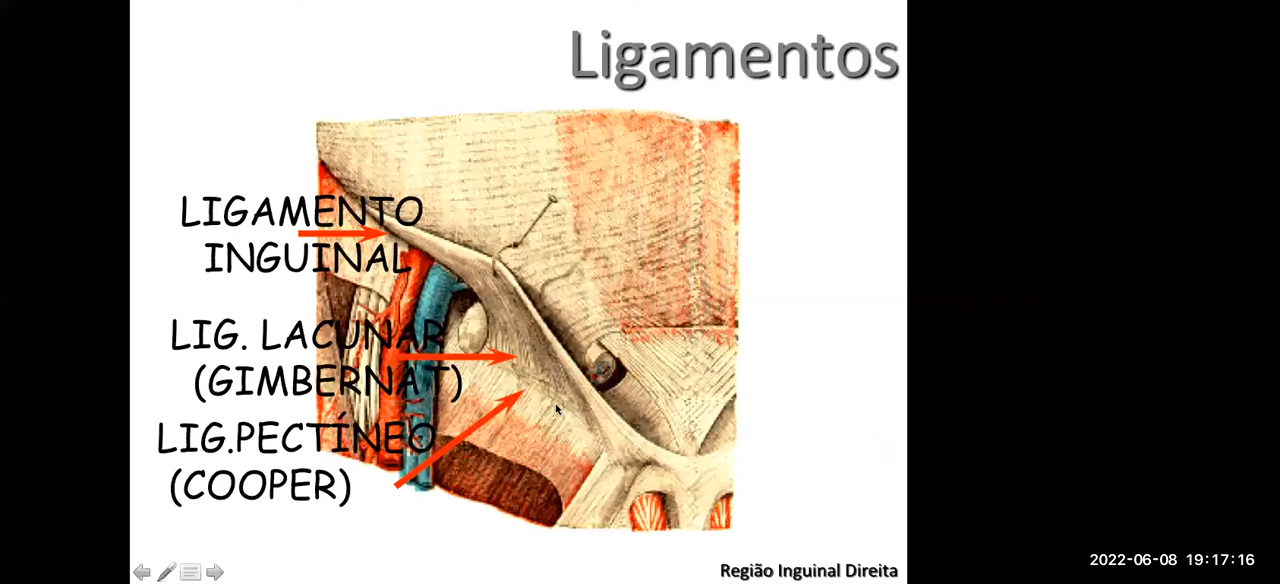 Ligamentos
LIGAMENTO
INGUINAL
LIG. LACUNAR
(GIMBERNAT)
LIG.PECTÍNEO
(COOPER)
Região Inguinal Direita
2022-06-08 19:17:16